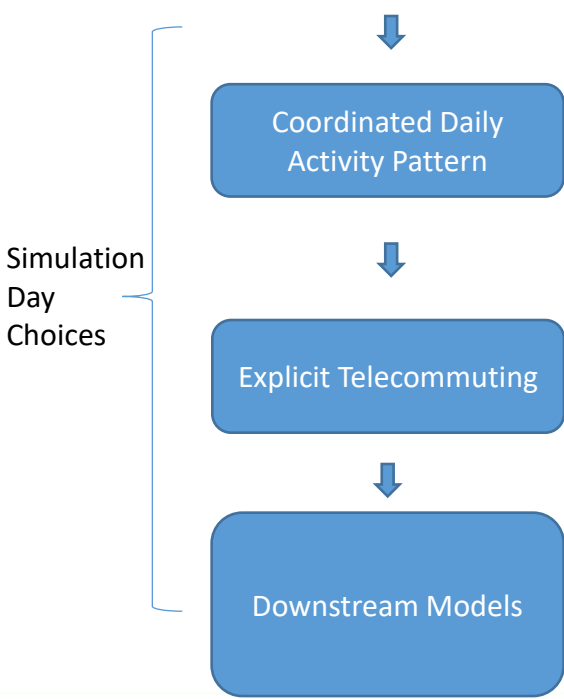 Coordinated Daily
Activity Pattern
Simulation
Day
Choices
Explicit Telecommuting
Downstream Models